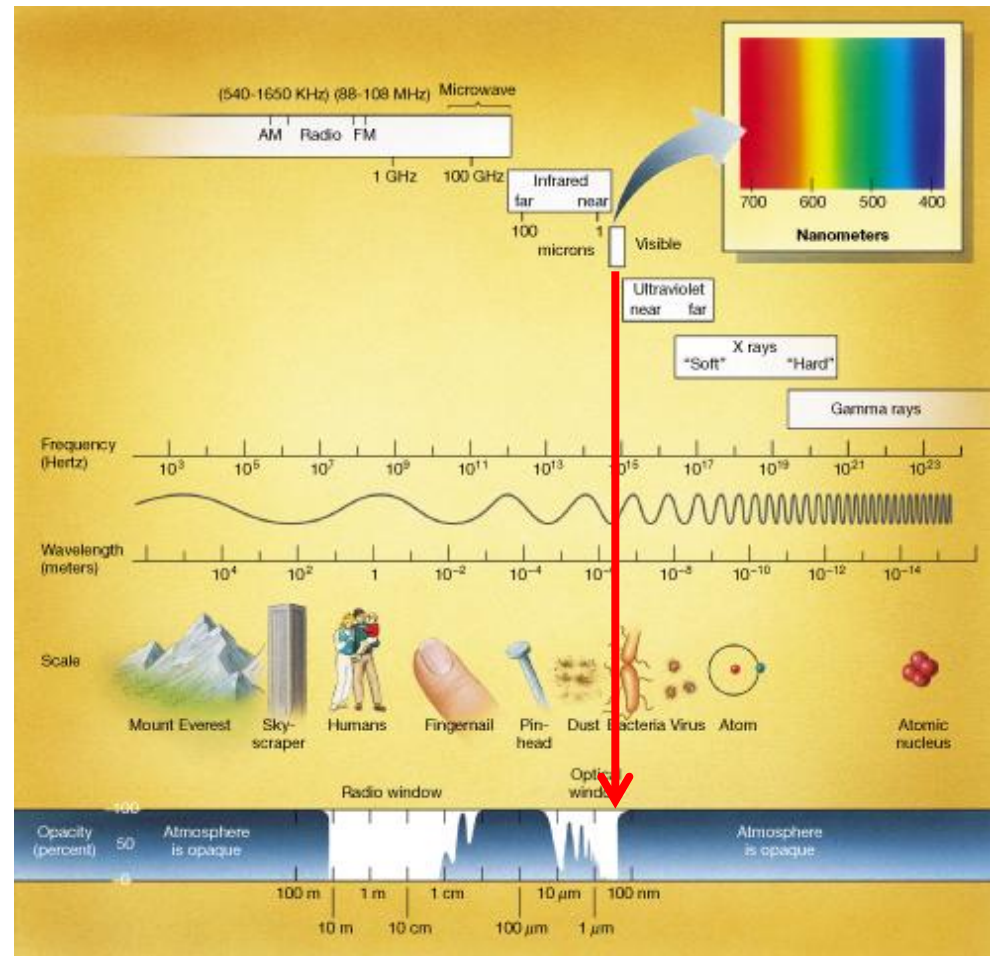 (540-1650 KHz) (88-108 MHz) Microwave
AM Radio FM
1 GHz 100 GHz
Infrared
far near
100 1
microns
Visible
700 600 500 400
Nanometers
Ultraviolet
near far
X rays
"Soft" "Hard"
Gamma rays
Frequency
(Hertz)
10³ 10⁵ 10⁷ 10⁹ 10¹¹ 10¹³ 10¹⁵ 10¹⁷ 10¹⁹ 10²¹ 10²³
Wavelength
(meters)
10⁴ 10² 1 10⁻² 10⁻⁴ 10⁻⁸ 10⁻¹⁰ 10⁻¹² 10⁻¹⁴
Scale
Mount Everest
Sky-
scraper
Humans
Fingernail
Pin-
head
Dust
Bacteria
Virus
Atom
Atomic
nucleus
Radio window
Optical
window
Opacity
(percent)
100
50
0
Atmosphere
is opaque
Atmosphere
is opaque
100 m 1 m 1 cm 10 μm 100 nm
10 m 10 cm 100 μm 1 μm